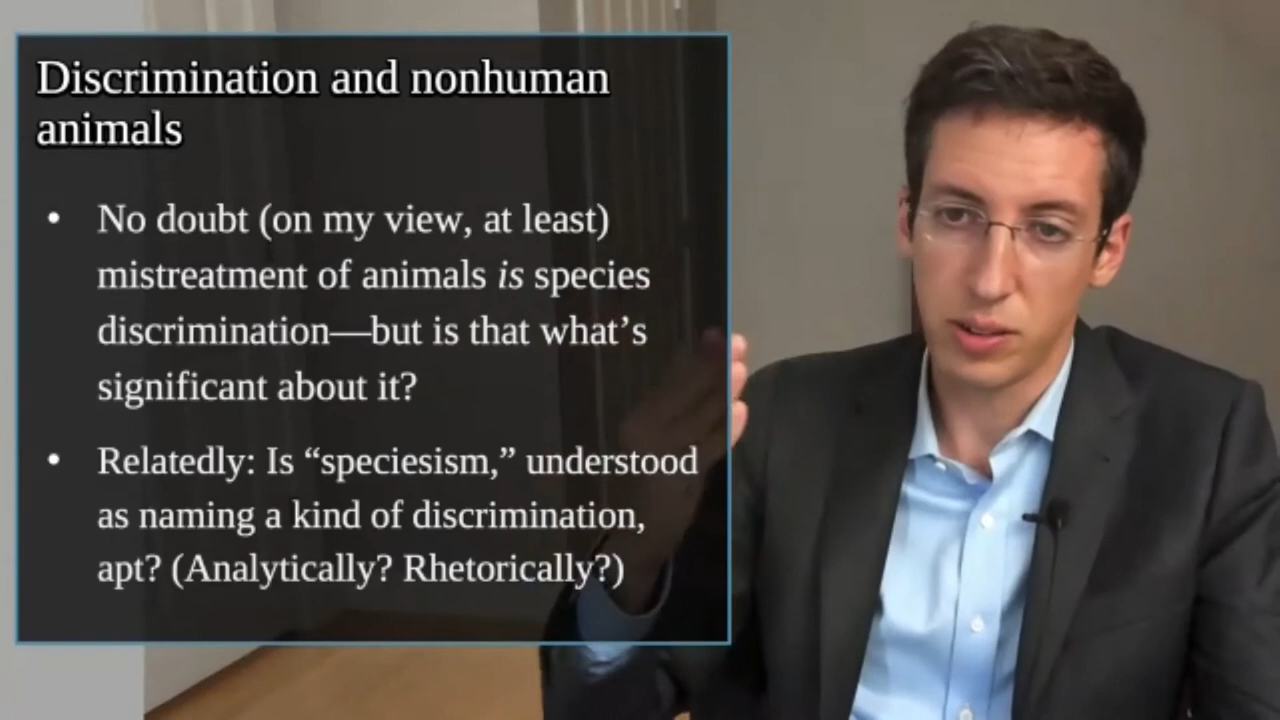 Discrimination and nonhuman
animals
• No doubt (on my view, at least)
mistreatment of animals is species
discrimination—but is that what’s
significant about it?
• Relatedly: Is “speciesism,” understood
as naming a kind of discrimination,
apt? (Analytically? Rhetorically?)